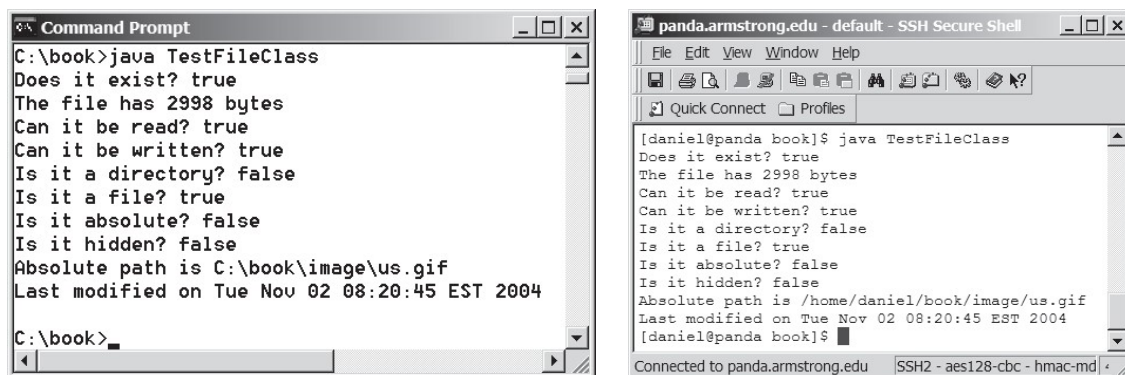 Command Prompt
C:\book>java TestFileClass
Does it exist? true
The file has 2998 bytes
Can it be read? true
Can it be written? true
Is it a directory? false
Is it a file? true
Is it absolute? false
Is it hidden? false
Absolute path is C:\book\image\us.gif
Last modified on Tue Nov 02 08:20:45 EST 2004
C:\book>
panda.armstrong.edu - default - SSH Secure Shell
File Edit View Window Help
Quick Connect Profiles
[daniel@panda book]$ java TestFileClass
Does it exist? true
The file has 2998 bytes
Can it be read? true
Can it be written? true
Is it a directory? false
Is it a file? true
Is it absolute? false
Is it hidden? false
Absolute path is /home/daniel/book/image/us.gif
Last modified on Tue Nov 02 08:20:45 EST 2004
[daniel@panda book]$
Connected to panda.armstrong.edu SSH2 - aes128-cbc - hmac-md